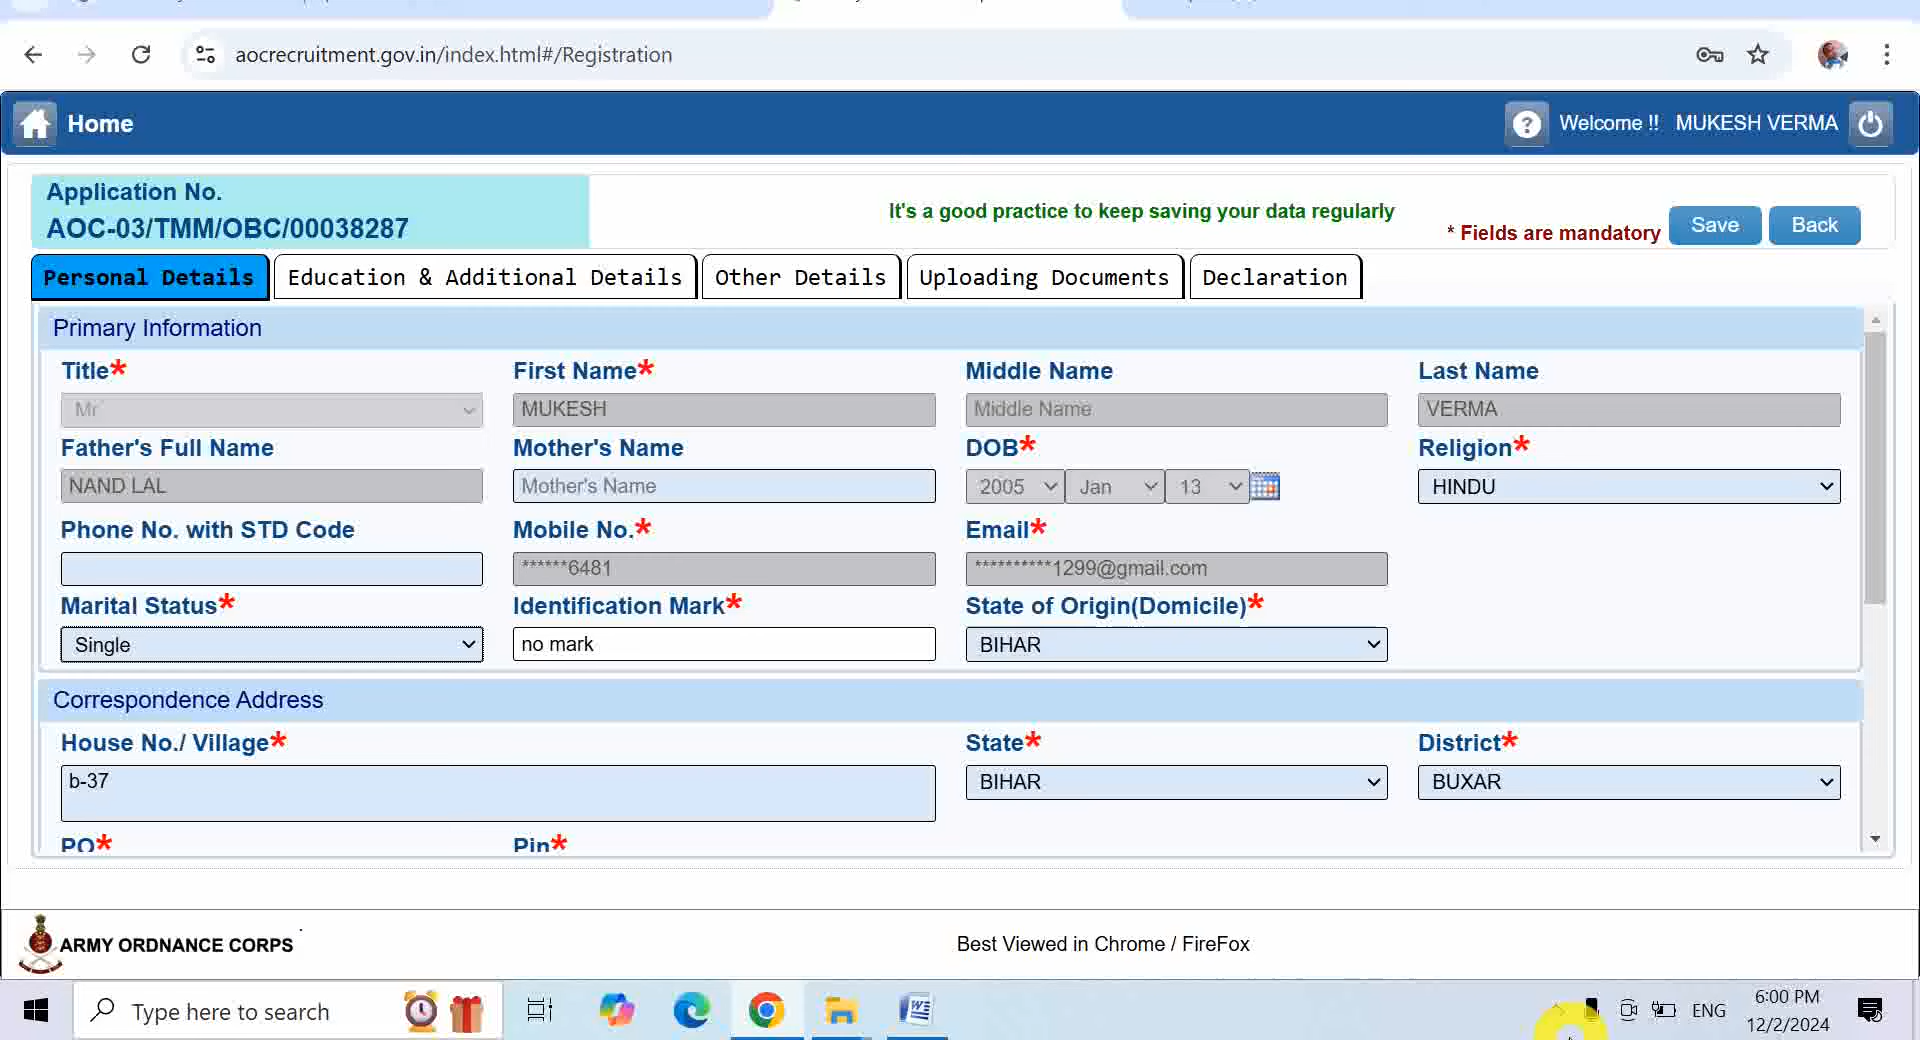 aocrecruitment.gov.in/index.html#/Registration
Home
Welcome !! MUKESH VERMA
Application No.
AOC-03/TMM/OBC/00038287
It's a good practice to keep saving your data regularly
* Fields are mandatory
Save
Back
Personal Details
Education & Additional Details
Other Details
Uploading Documents
Declaration
Primary Information
Title*
First Name*
Middle Name
Last Name
Mr
MUKESH
Middle Name
VERMA
Father's Full Name
Mother's Name
DOB*
Religion*
NAND LAL
Mother's Name
2005
Jan
13
HINDU
Phone No. with STD Code
Mobile No.*
Email*
******6481
**********1299@gmail.com
Marital Status*
Identification Mark*
State of Origin(Domicile)*
Single
no mark
BIHAR
Correspondence Address
House No./ Village*
State*
District*
b-37
BIHAR
BUXAR
PO*
Pin*
ARMY ORDNANCE CORPS
Best Viewed in Chrome / FireFox
Type here to search
ENG
6:00 PM
12/2/2024